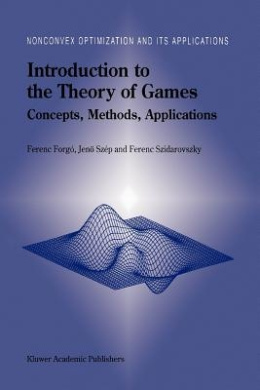 NONCONVEX OPTIMIZATION AND ITS APPLICATIONS
Introduction to
the Theory of Games
Concepts, Methods, Applications
Ferenc Forgó, Jenö Szép and Ferenc Szidarovszky
Kluwer Academic Publishers